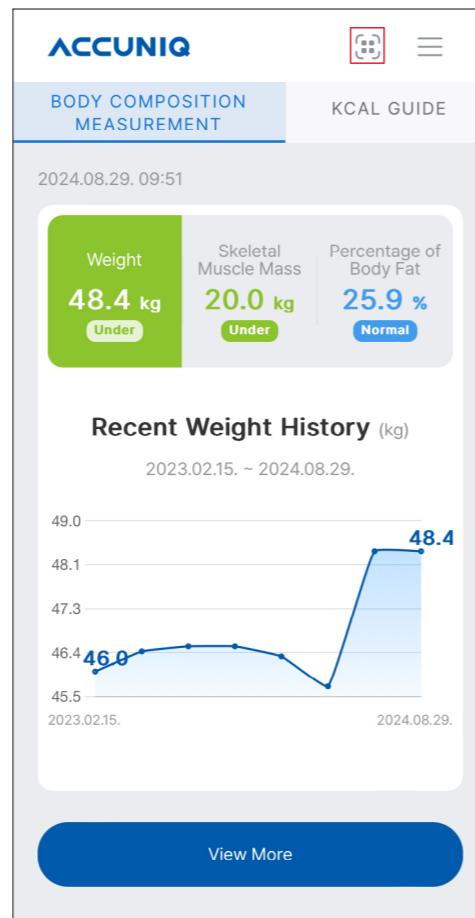 ACCUNIQ
BODY COMPOSITION
MEASUREMENT
KCAL GUIDE
2024.08.29. 09:51
Weight
48.4 kg
Under
Skeletal
Muscle Mass
20.0 kg
Under
Percentage of
Body Fat
25.9 %
Normal
Recent Weight History (kg)
2023.02.15. ~ 2024.08.29.
49.0
48.4
48.1
47.3
46.4
46.0
45.5
2023.02.15.
2024.08.29.
View More